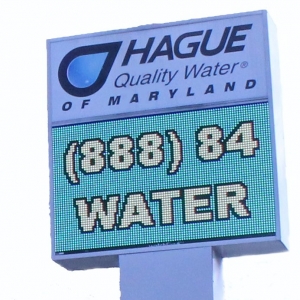 HAGUE
Quality Water®
OF MARYLAND
(888) 84
WATER